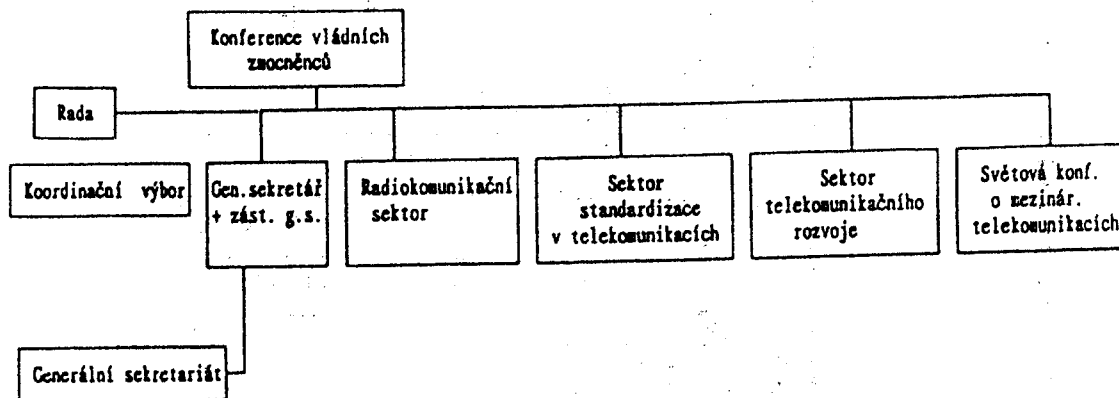 Konference vládních
zmocněnců
Rada
Koordinační výbor
Gen.sekretář
+ zást. g.s.
Radiokomunikační
sektor
Sektor
standardizace
v telekomunikacích
Sektor
telekomunikačního
rozvoje
Světová konf.
o mezinár.
telekomunikacích
Generální sekretariát